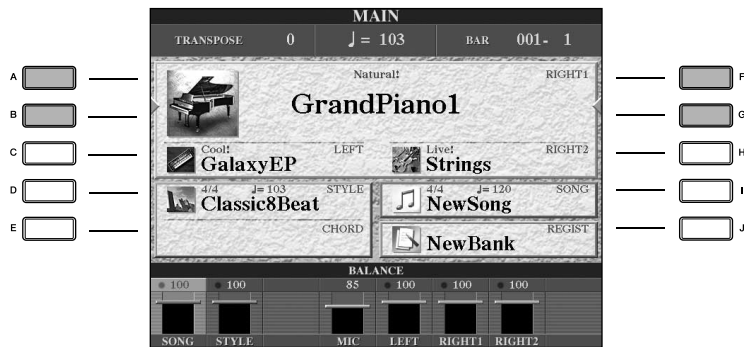 MAIN
TRANSPOSE 0 ♩= 103 BAR 001- 1
A F
Natural! RIGHT1
GrandPiano1
B G
Cool! LEFT Live! RIGHT2
C GalaxyEP Strings H
4/4 ♩=103 STYLE 4/4 ♩=120 SONG
D Classic8Beat NewSong I
CHORD REGIST
E NewBank J
BALANCE
100 100 85 100 100 100
SONG STYLE MIC LEFT RIGHT1 RIGHT2